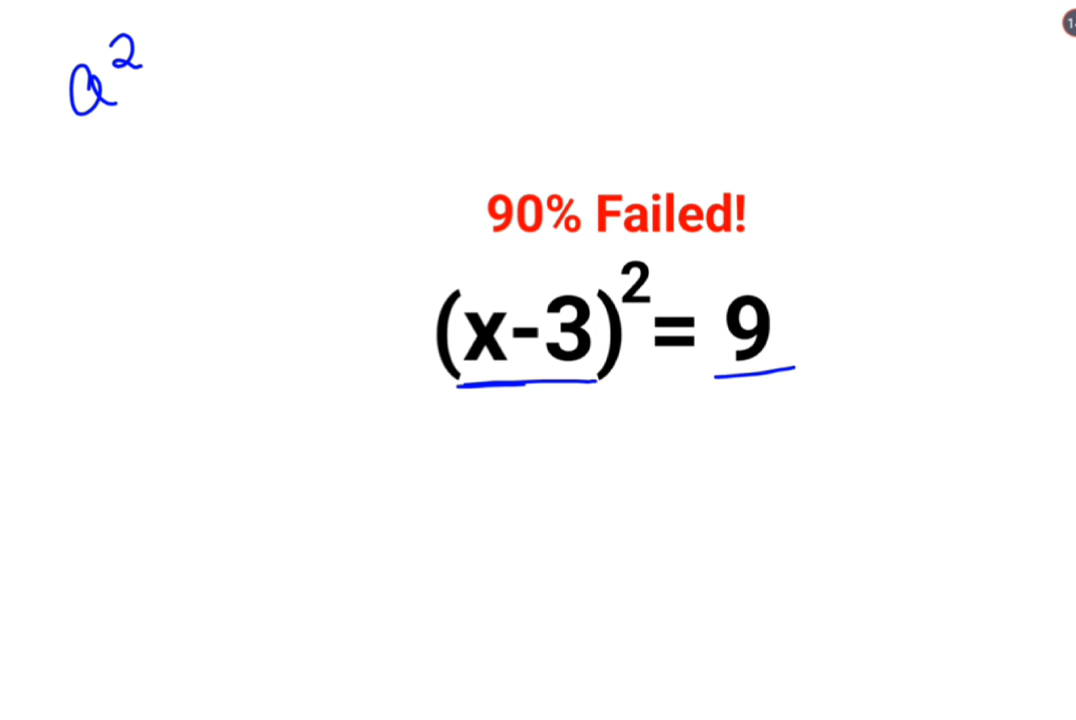 a²
90% Failed!
(x-3)²= 9